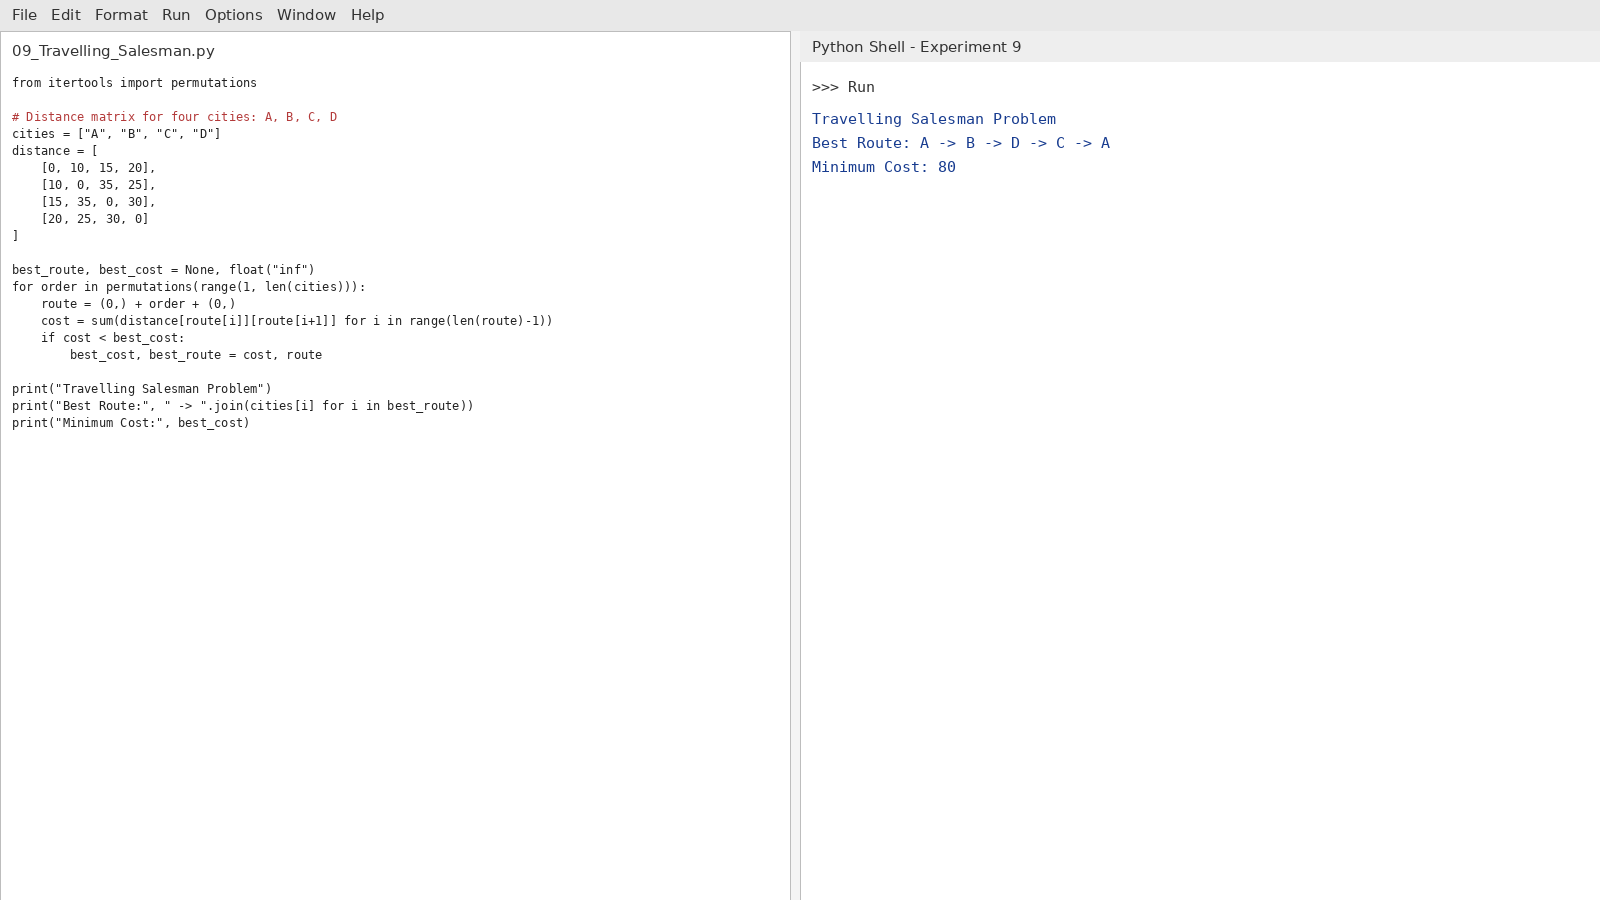 File Edit Format Run Options Window Help
09_Travelling_Salesman.py
from itertools import permutations
# Distance matrix for four cities: A, B, C, D
cities = ["A", "B", "C", "D"]
distance = [
    [0, 10, 15, 20],
    [10, 0, 35, 25],
    [15, 35, 0, 30],
    [20, 25, 30, 0]
]
best_route, best_cost = None, float("inf")
for order in permutations(range(1, len(cities))):
    route = (0,) + order + (0,)
    cost = sum(distance[route[i]][route[i+1]] for i in range(len(route)-1))
    if cost < best_cost:
        best_cost, best_route = cost, route
print("Travelling Salesman Problem")
print("Best Route:", " -> ".join(cities[i] for i in best_route))
print("Minimum Cost:", best_cost)
Python Shell - Experiment 9
>>> Run
Travelling Salesman Problem
Best Route: A -> B -> D -> C -> A
Minimum Cost: 80